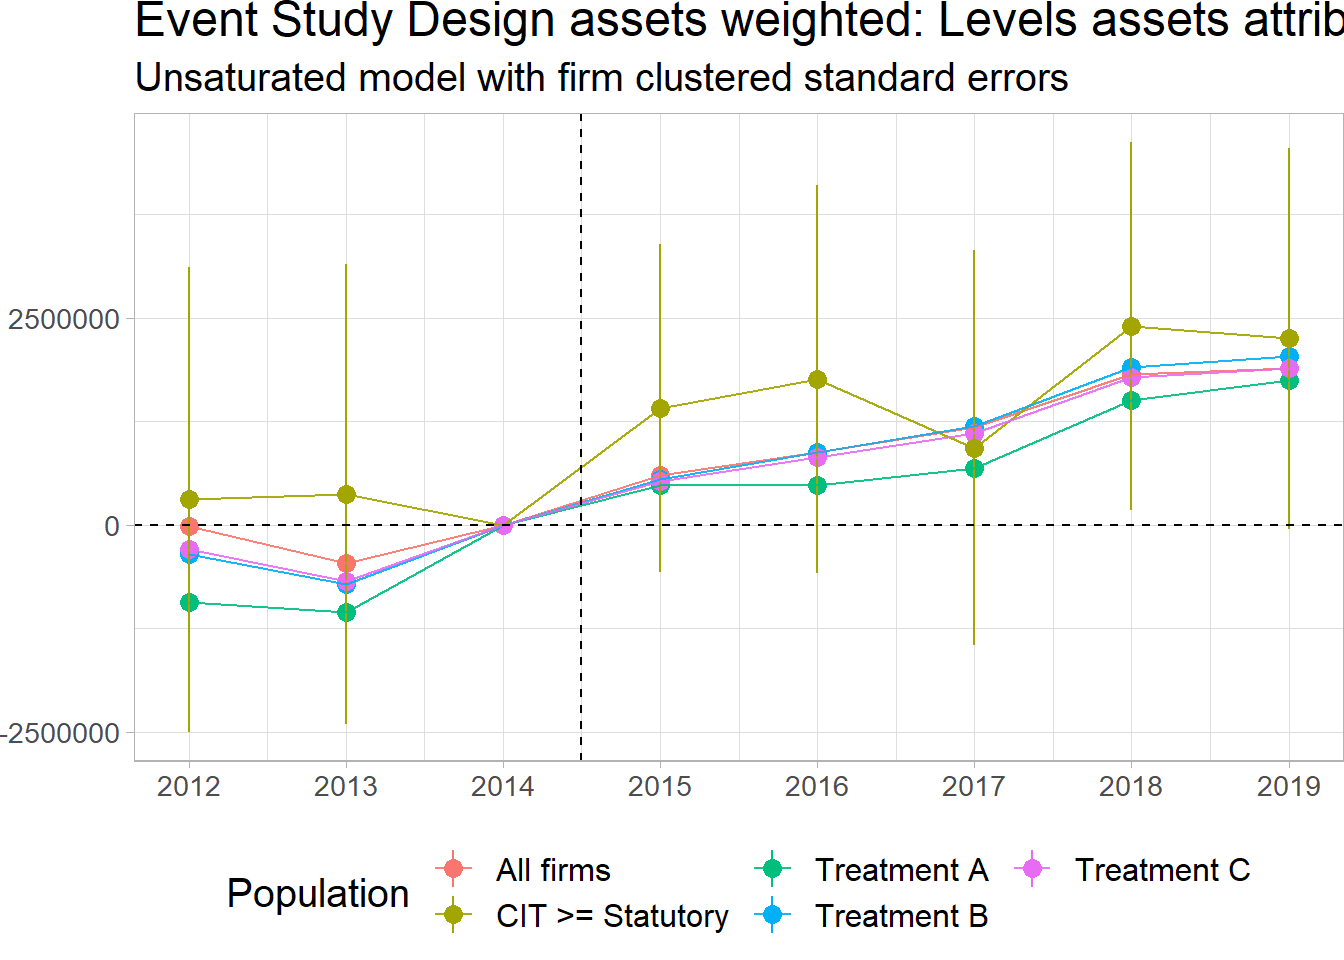 Event Study Design assets weighted: Levels assets attrib
Unsaturated model with firm clustered standard errors
2500000
0
-2500000
2012 2013 2014 2015 2016 2017 2018 2019
Population
All firms Treatment A Treatment C
CIT >= Statutory Treatment B